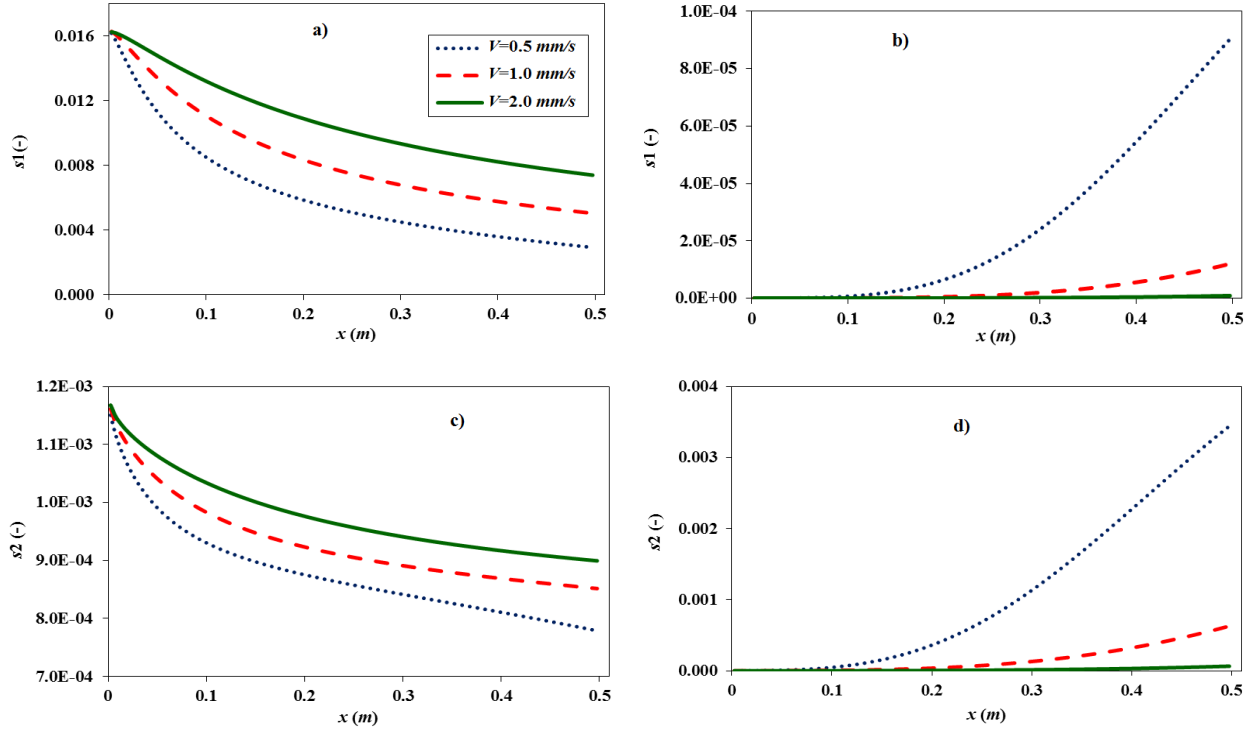 a)
V=0.5 mm/s
V=1.0 mm/s
V=2.0 mm/s
s1(-)
0.016
0.012
0.008
0.004
0.000
0 0.1 0.2 0.3 0.4 0.5
x (m)
b)
s1 (-)
1.0E-04
8.0E-05
6.0E-05
4.0E-05
2.0E-05
0.0E+00
0 0.1 0.2 0.3 0.4 0.5
x (m)
c)
s2 (-)
1.2E-03
1.1E-03
1.0E-03
9.0E-04
8.0E-04
7.0E-04
0 0.1 0.2 0.3 0.4 0.5
x (m)
d)
s2 (-)
0.004
0.003
0.002
0.001
0.000
0 0.1 0.2 0.3 0.4 0.5
x (m)